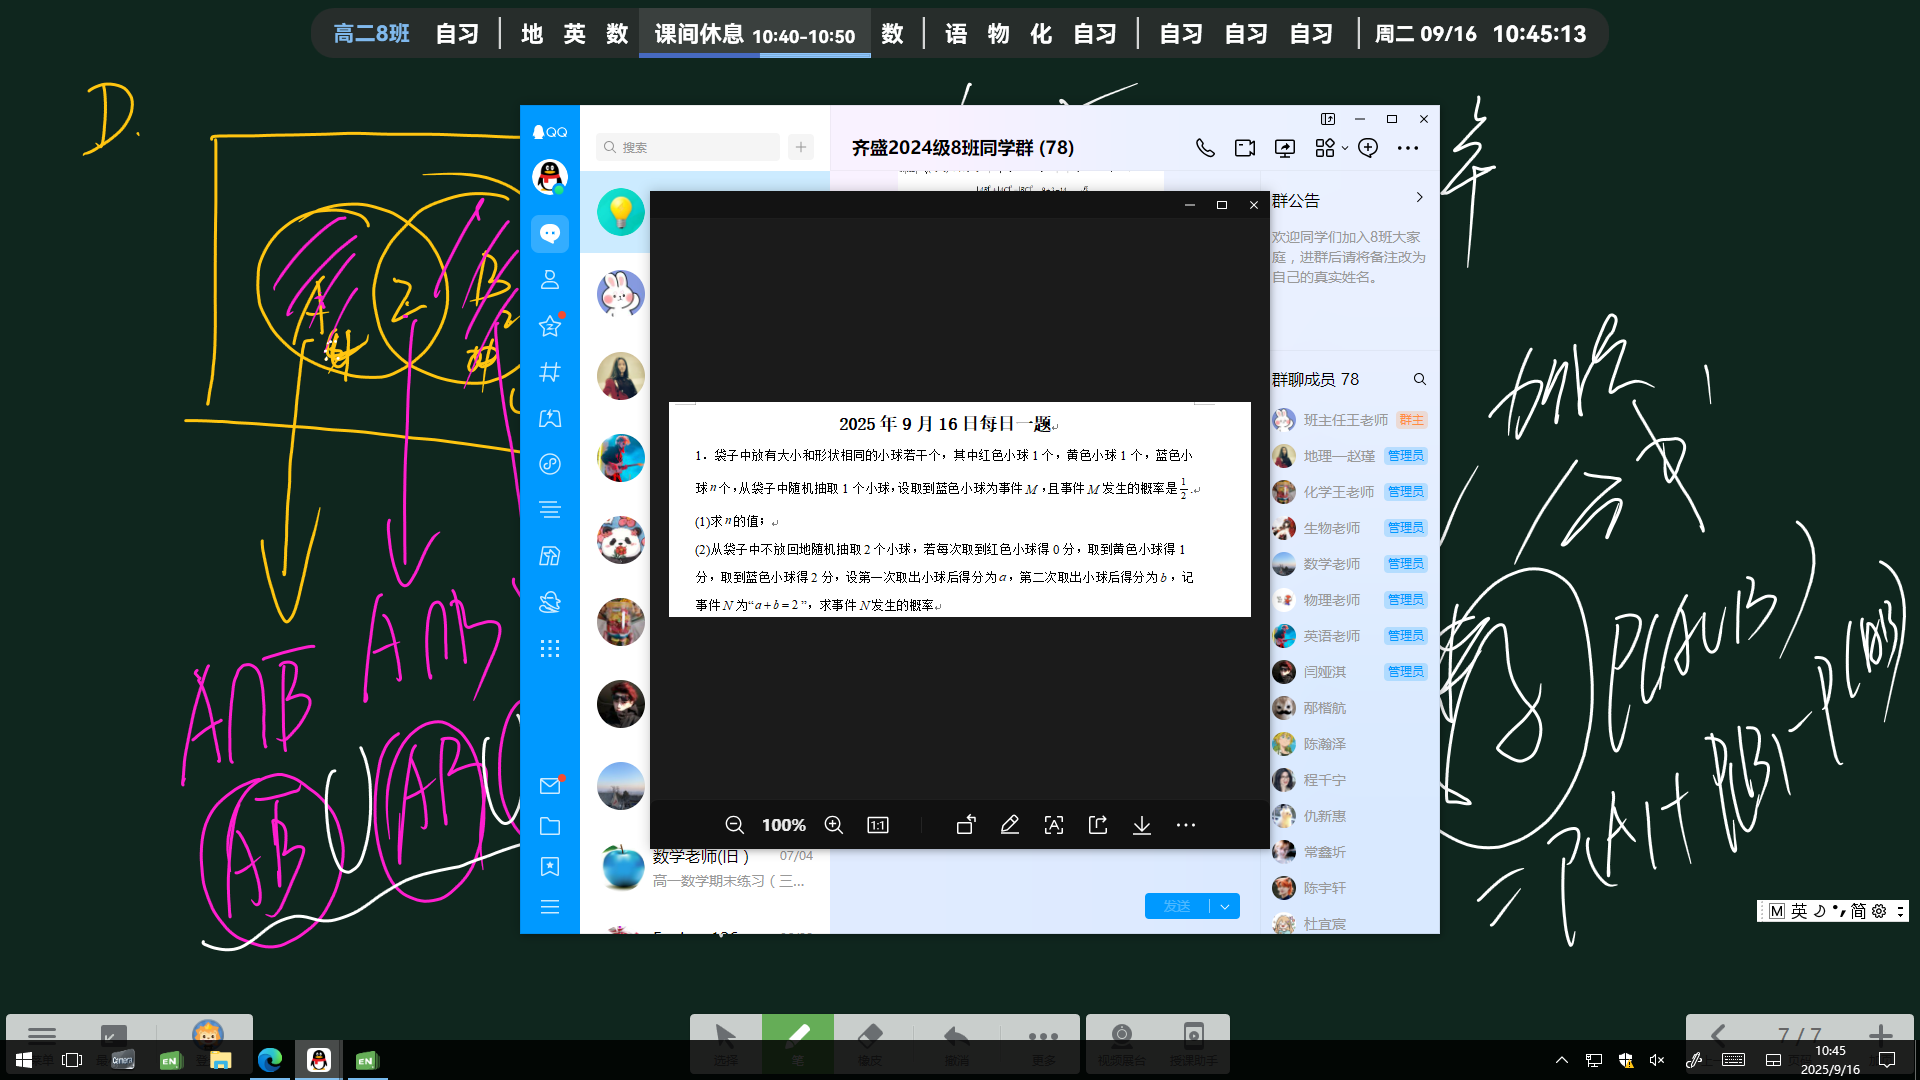 高二8班 自习 | 地 英 数 课间休息 10:40-10:50 数 | 语 物 化 自习 | 自习 自习 自习 | 周二 09/16 10:45:13
D.
QQ
搜索
齐盛2024级8班同学群 (78)
群公告
欢迎同学们加入8班大家
庭，进群后请将备注改为
自己的真实姓名。
群聊成员 78
班主任王老师 群主
地理—赵瑾 管理员
化学王老师 管理员
生物老师 管理员
数学老师 管理员
物理老师 管理员
英语老师 管理员
闫娅淇 管理员
邴楷航
陈瀚泽
程千宁
仇新惠
常鑫圻
陈宇轩
杜宜宸
2025 年 9 月 16 日每日一题
1．袋子中放有大小和形状相同的小球若干个，其中红色小球 1 个，黄色小球 1 个，蓝色小
球 n 个，从袋子中随机抽取 1 个小球，设取到蓝色小球为事件 M，且事件 M 发生的概率是 1/2.
(1)求 n 的值；
(2)从袋子中不放回地随机抽取 2 个小球，若每次取到红色小球得 0 分，取到黄色小球得 1
分，取到蓝色小球得 2 分，设第一次取出小球后得分为 a，第二次取出小球后得分为 b，记
事件 N 为“a+b=2”，求事件 N 发生的概率
100%
1:1
数学老师(旧) 07/04
高一数学期末练习（三...
发送
A 2 B
A∩B̅ A∩B
AB̅ ∪ AB ∪
P(A∪B)
=P(A)+P(B)-P(AB)
M 英 简
选择 笔 橡皮 撤消 更多 视频展台 授课助手
7 / 7
EN
EN
10:45
2025/9/16